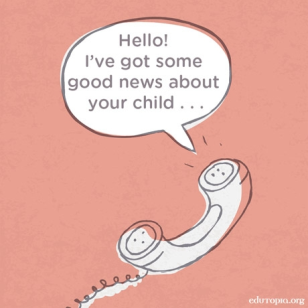 Hello!
I've got some
good news about
your child . . .
edutopia.org